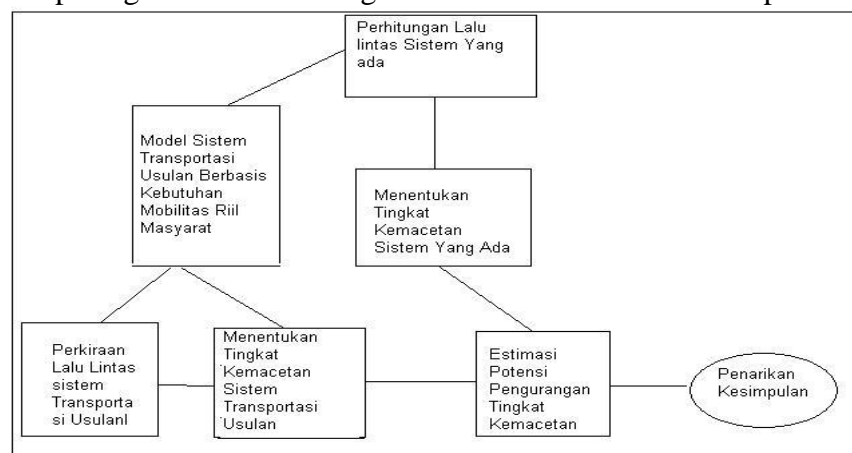 Perhitungan Lalu
lintas Sistem Yang
ada
Model Sistem
Transportasi
Usulan Berbasis
Kebutuhan
Mobilitas Riil
Masyarat
Menentukan
Tingkat
Kemacetan
Sistem Yang Ada
Perkiraan
Lalu Lintas
sistem
Transporta
si Usulanl
Menentukan
Tingkat
Kemacetan
Sistem
Transportasi
Usulan
Estimasi
Potensi
Pengurangan
Tingkat
Kemacetan
Penarikan
Kesimpulan